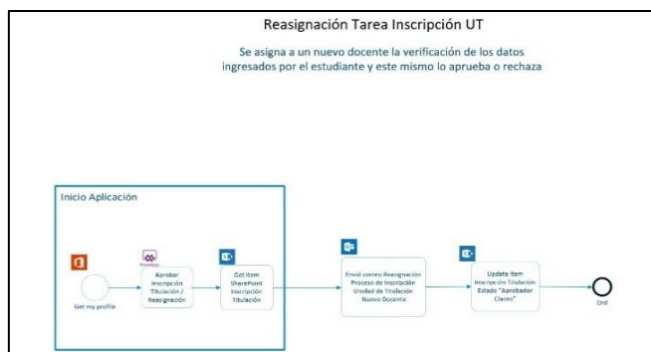 Reasignación Tarea Inscripción UT
Se asigna a un nuevo docente la verificación de los datos
ingresados por el estudiante y este mismo lo aprueba o rechaza
Inicio Aplicación
Get my profile
Aprobar
Inscripción
Titulación /
Reasignación
Get Item
SharePoint
Inscripción
Titulación
Envió correo Reasignación
Proceso de Inscripción
Unidad de Titulación
Nuevo Docente
Update Item
Inscripción Titulación
Estado "Aprobador
Cierre"
End